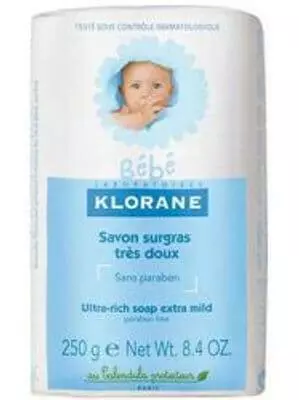 TESTÉ SOUS CONTRÔLE DERMATOLOGIQUE
Bébé
LABORATOIRES
KLORANE
Savon surgras
très doux
Sans paraben
Ultra-rich soap extra mild
paraben free
250 g e Net Wt. 8.4 OZ.
au Calendula protecteur
PARIS